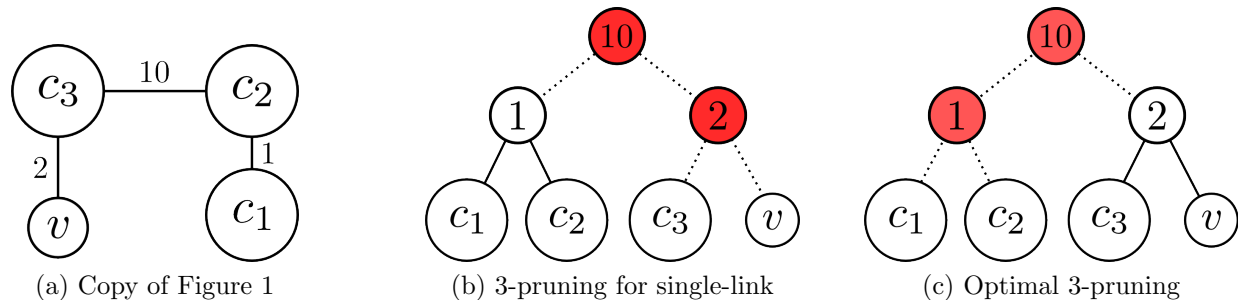 c₃ 10 c₂
2 1
v c₁
(a) Copy of Figure 1
10
1 2
c₁ c₂ c₃ v
(b) 3-pruning for single-link
10
1 2
c₁ c₂ c₃ v
(c) Optimal 3-pruning